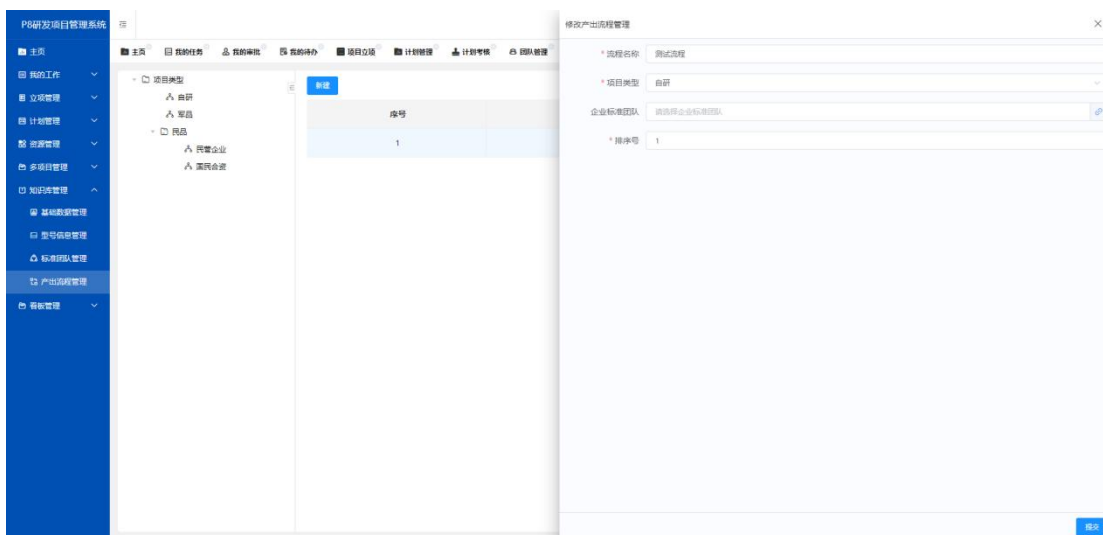 P8研发项目管理系统
主页
我的工作
立项管理
计划管理
资源管理
多项目管理
知识库管理
基础数据管理
型号信息管理
标准团队管理
产出流程管理
看板管理
主页 我的任务 我的审批 我的待办 项目立项 计划管理 计划考核 团队管理
项目类型
自研
军品
民品
民营企业
国民合资
新建
序号
1
修改产出流程管理
* 流程名称 测试流程
* 项目类型 自研
企业标准团队 请选择企业标准团队
* 排序号 1
提交